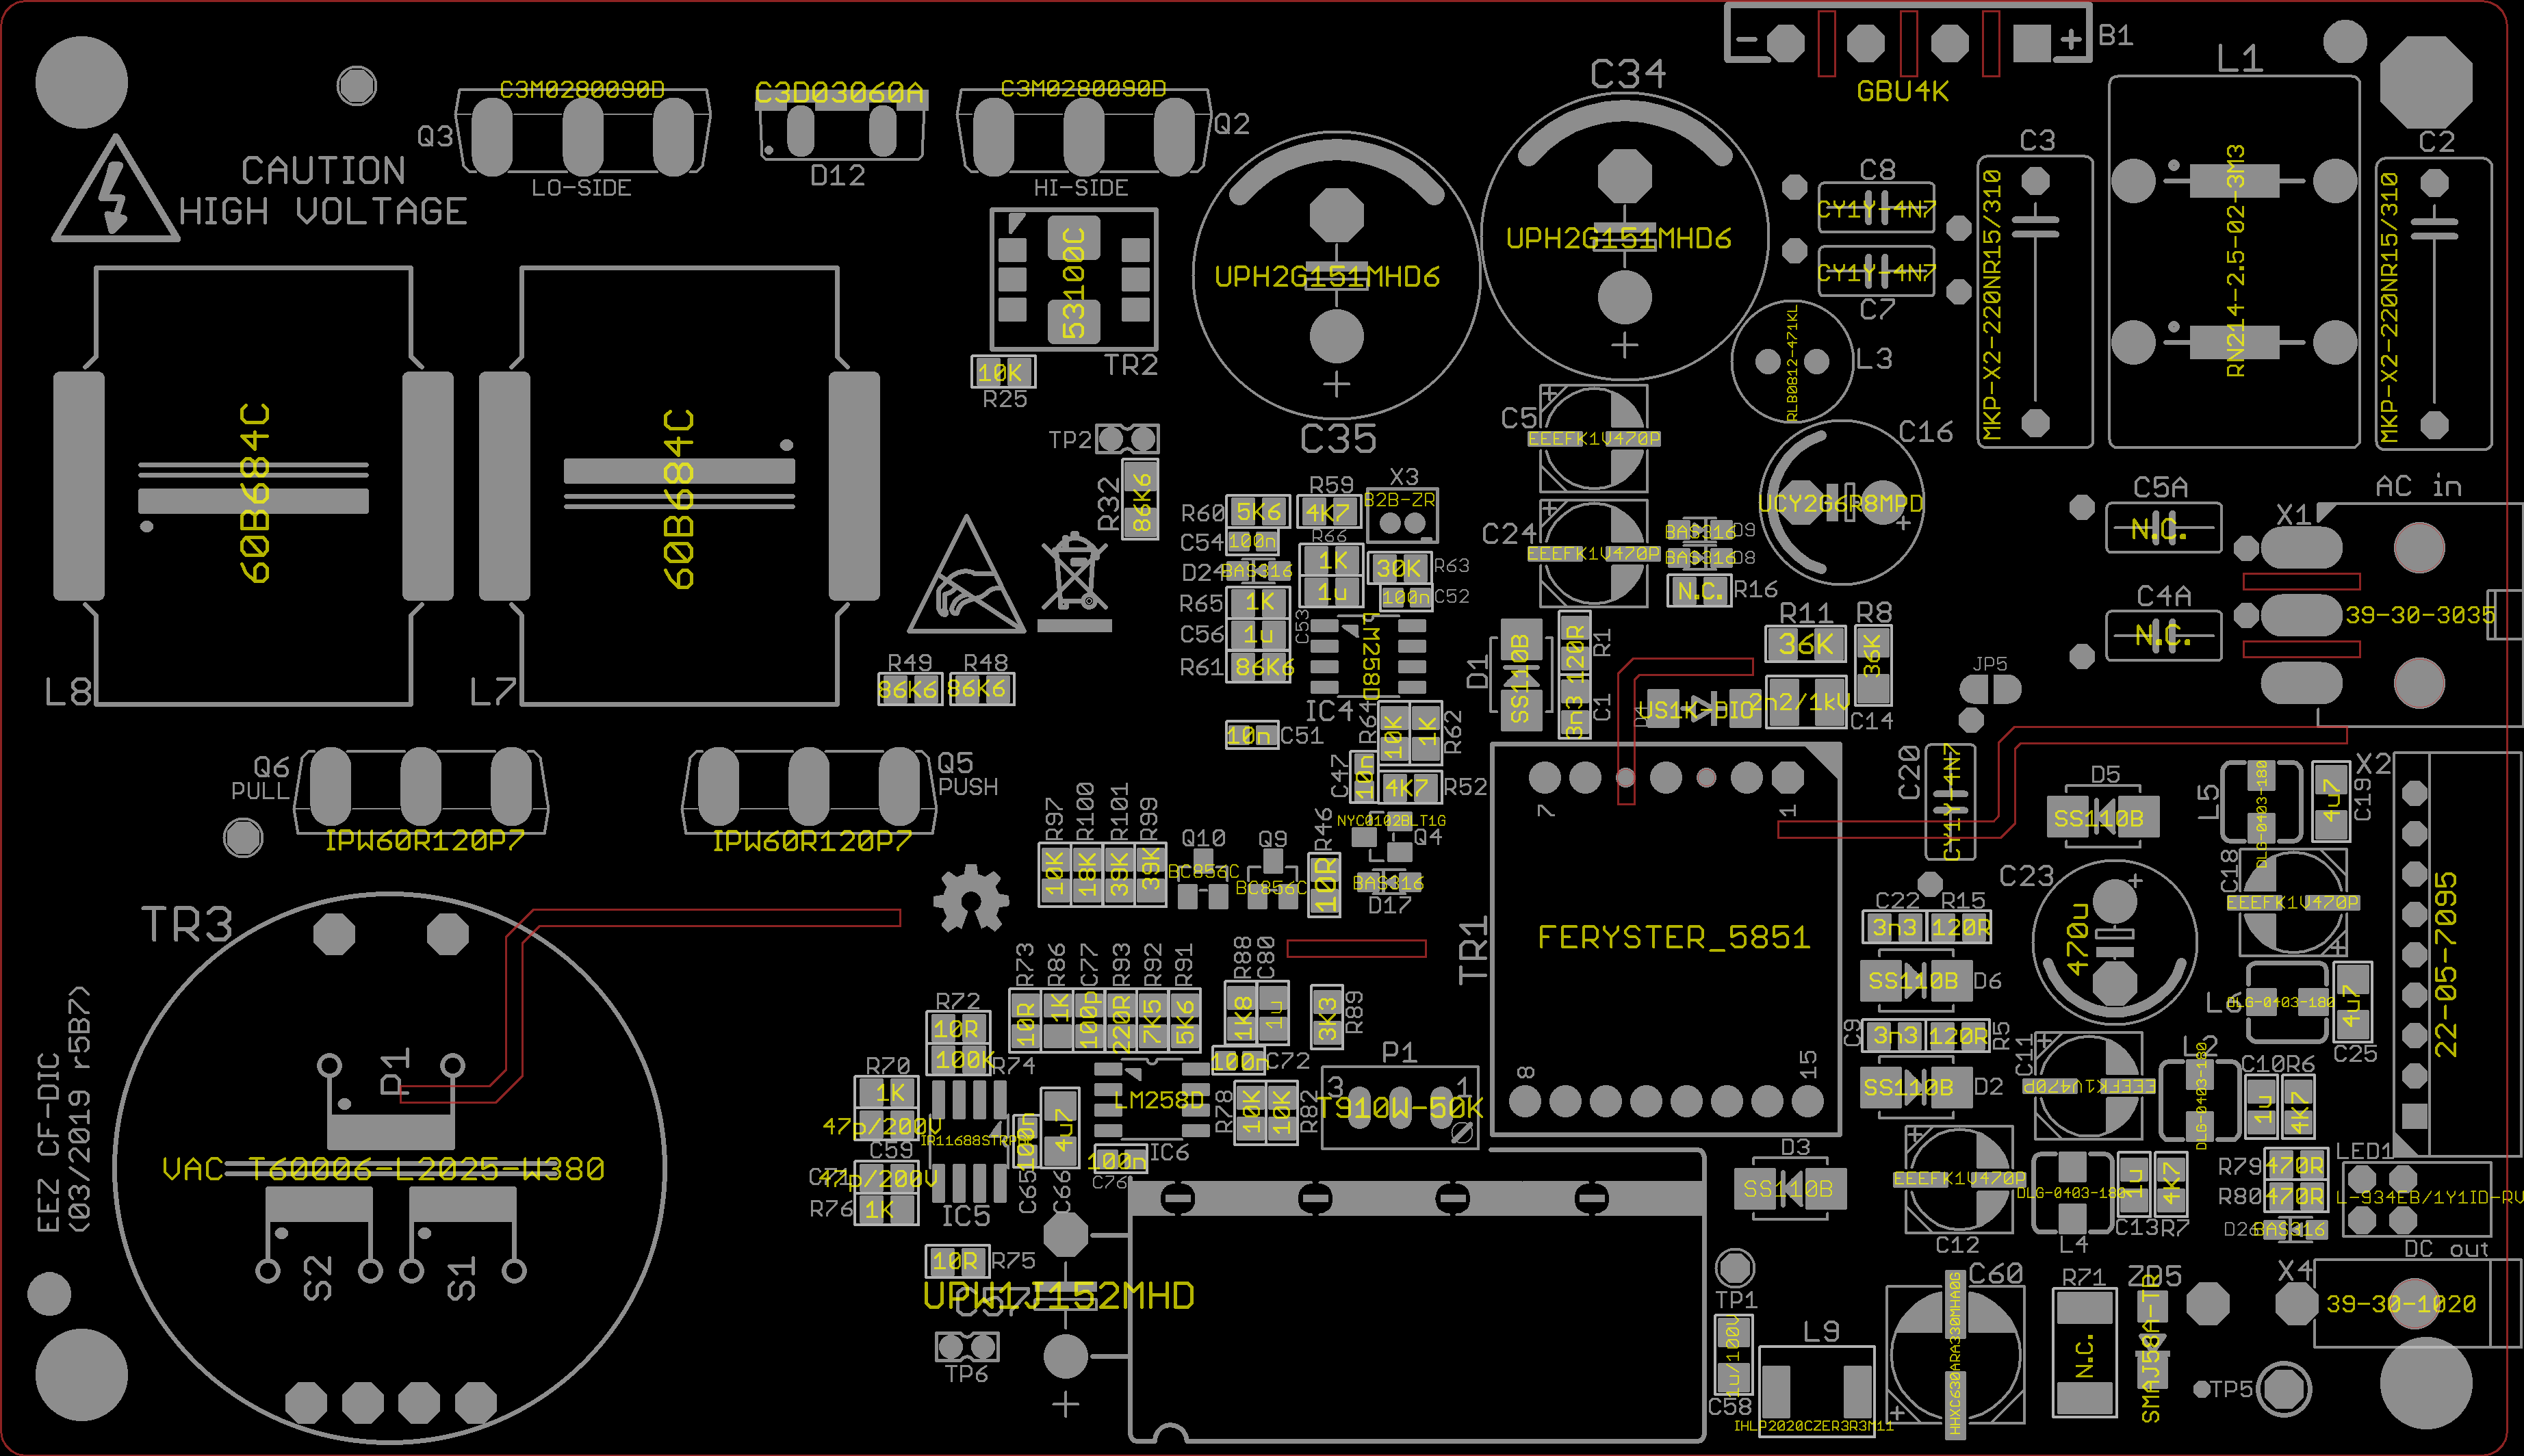 C3M0280090D
Q3
LO-SIDE
C3D03060A
D12
C3M0280090D
Q2
HI-SIDE
CAUTION
HIGH VOLTAGE
C34
UPH2G151MHD6
UPH2G151MHD6
C35
-
+
B1
GBU4K
L1
RN214-2.5-02-3M3
C3
MKP-X2-220NR15/310
C2
MKP-X2-220NR15/310
C8
CY1Y-4N7
CY1Y-4N7
C7
RLB0812-471KL
L3
53100C
TR2
10K
R25
TP2
R32
86K6
60B684C
L8
60B684C
L7
C5
EEEFK1V470P
C24
EEEFK1V470P
C16
UCY2G6R8MPD
BAS316
D9
BAS316
D8
N.C.
R16
C5A
N.C.
C4A
N.C.
AC in
X1
39-30-3035
R59
4K7
X3
B2B-ZR
R60
5K6
C54
100n
D24
BAS316
R65
1K
C56
1u
R61
86K6
R66
1K
1u
C53
30K
R63
100n
C52
LM258D
IC4
R49
86K6
R48
86K6
10n
C51
R64
10K
1K
R62
C47
10n
4K7
R52
D1
SS110B
120R
R1
3n3
C1
R11
36K
R8
36K
US1K-DIO
2n2/1kV
C14
JP5
Q6
PULL
IPW60R120P7
Q5
PUSH
IPW60R120P7
R97
10K
R100
18K
R101
39K
R99
39K
Q10
BC856C
Q9
BC856C
R46
10R
NYC0102BLT1G
Q4
BAS316
D17
7
1
TR1
FERYSTER_5851
8
15
C20
CY1Y-4N7
D5
SS110B
L5
DLG-0403-180
4u7
C19
X2
22-05-7095
C18
EEEFK1V470P
C23
470u
C22
3n3
R15
120R
SS110B
D6
C9
3n3
120R
R5
SS110B
D2
L6
DLG-0403-180
4u7
C25
C11
EEEFK1V470P
L2
DLG-0403-180
C10
1u
R6
4K7
TR3
D1
VAC T60006-L2025-W380
S2
S1
EEZ CF-DIC
(03/2019 r5B7)
R73
10R
R86
1K
C77
100p
R93
220R
R92
7K5
R91
5K6
R88
1K8
C80
1u
3K3
R89
R72
10R
100K
R74
R70
1K
47p/200V
C59
C71
47p/200V
R76
1K
IC5
100n
C65
4u7
C66
LM258D
IC6
100n
C76
100n
C72
R78
10K
10K
R82
P1
3
1
T910W-50K
10R
R75
UPW1J152MHD
C57
TP6
D3
SS110B
C12
EEEFK1V470P
L4
DLG-0403-180
1u
C13
4K7
R7
R79
470R
R80
470R
D26
BAS316
LED1
L-934EB/1Y1ID-RV
DC out
X4
39-30-1020
TP1
1u/100V
C58
L9
IHLP2020CZER3R3M11
C60
HHXC630ARA330MHA0G
R71
N.C.
ZD5
SMAJ58A-TR
TP5